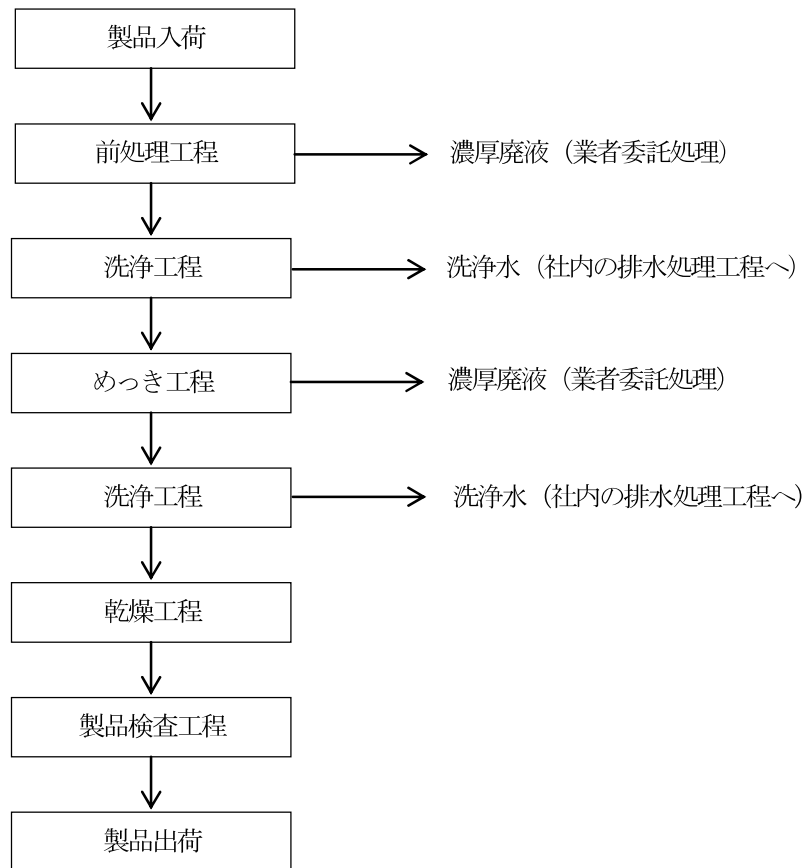 製品入荷
前処理工程
濃厚廃液（業者委託処理）
洗浄工程
洗浄水（社内の排水処理工程へ）
めっき工程
濃厚廃液（業者委託処理）
洗浄工程
洗浄水（社内の排水処理工程へ）
乾燥工程
製品検査工程
製品出荷